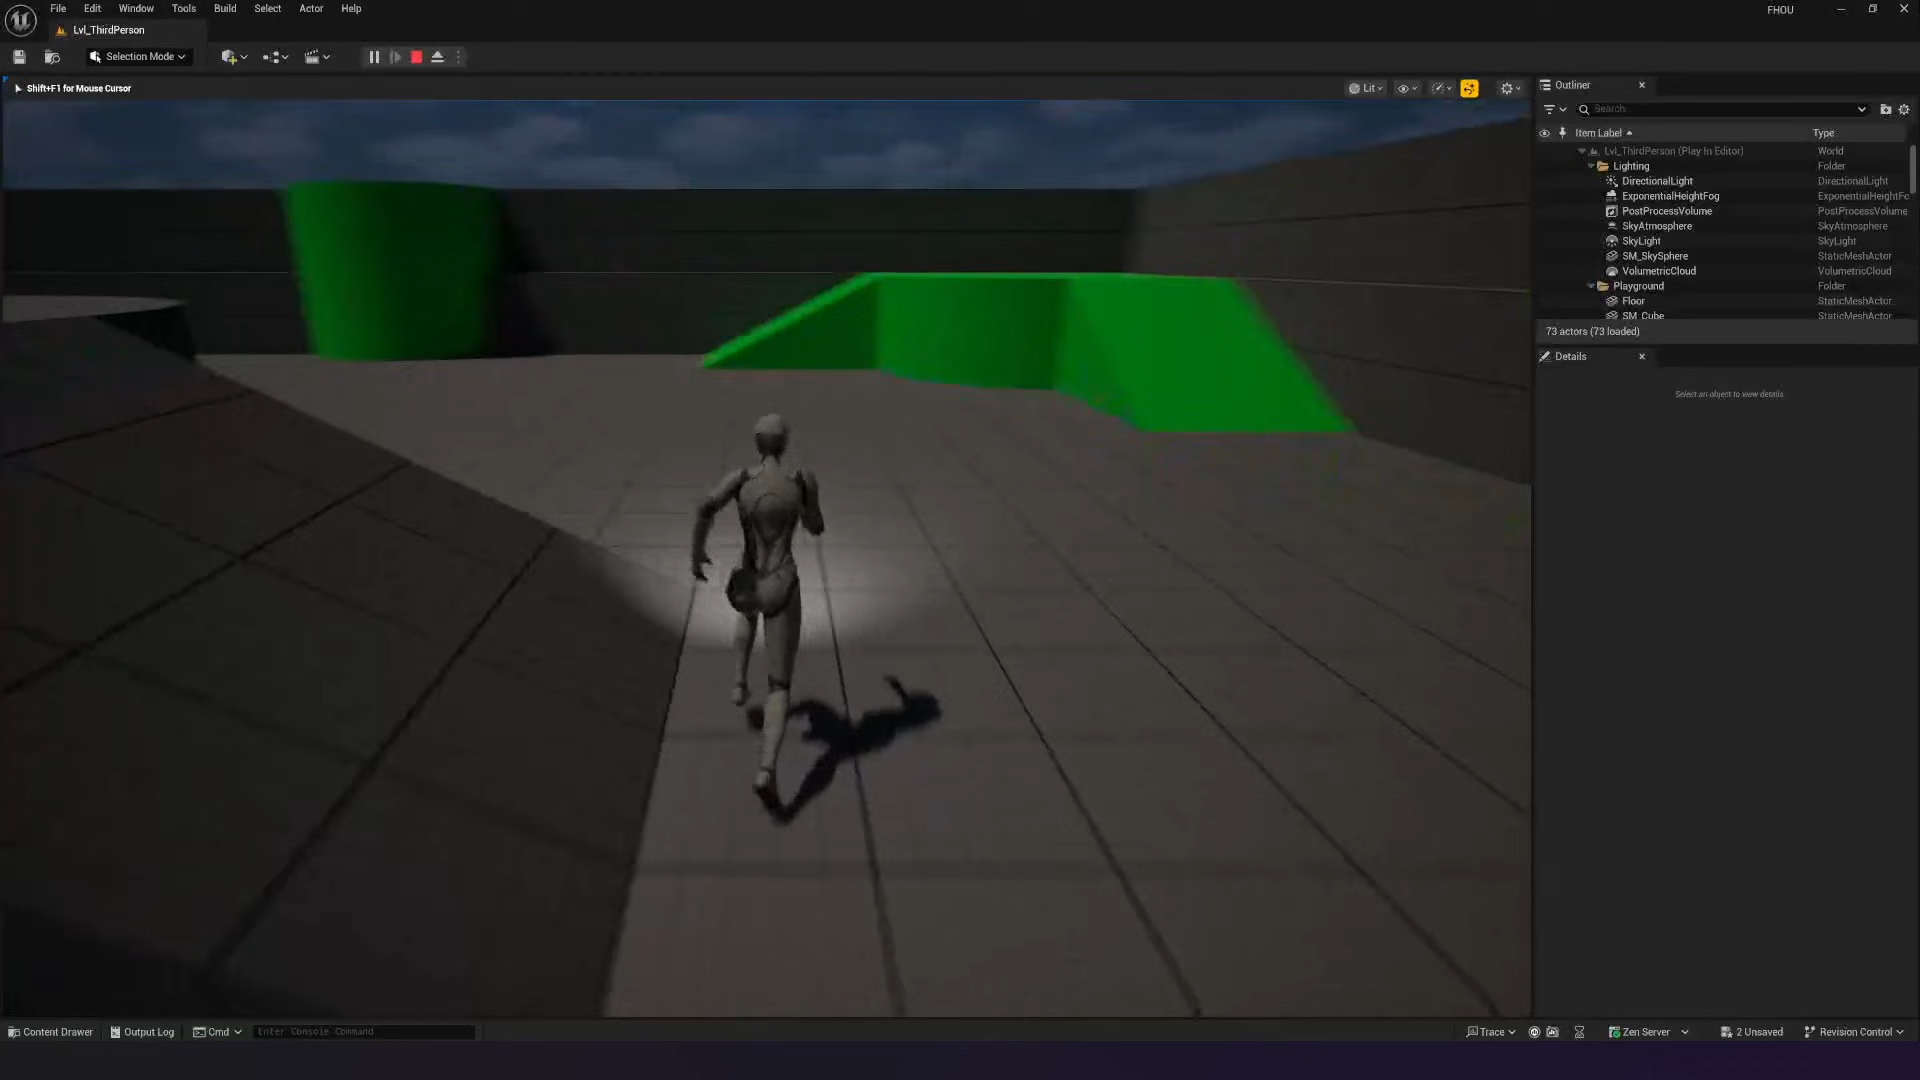 File Edit Window Tools Build Select Actor Help
FHOU
Lvl_ThirdPerson
Selection Mode
Shift+F1 for Mouse Cursor
Lit
Outliner
Search...
Item Label Type
Lvl_ThirdPerson (Play In Editor) World
Lighting Folder
DirectionalLight DirectionalLight
ExponentialHeightFog ExponentialHeightFo
PostProcessVolume PostProcessVolume
SkyAtmosphere SkyAtmosphere
SkyLight SkyLight
SM_SkySphere StaticMeshActor
VolumetricCloud VolumetricCloud
Playground Folder
Floor StaticMeshActor
SM_Cube StaticMeshActor
73 actors (73 loaded)
Details
Select an object to view details
Content Drawer Output Log Cmd Enter Console Command
Trace Zen Server 2 Unsaved Revision Control